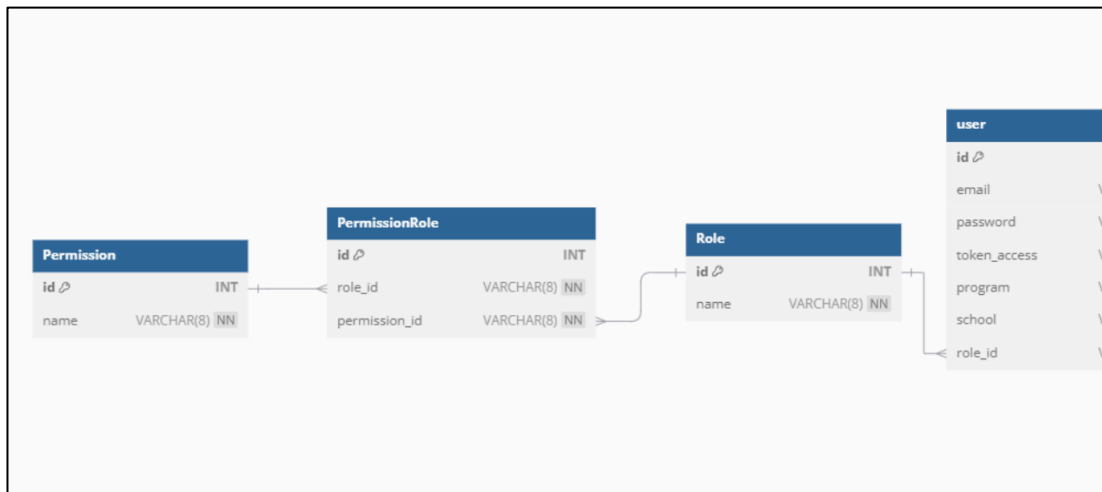 Permission
id INT
name VARCHAR(8) NN
PermissionRole
id INT
role_id VARCHAR(8) NN
permission_id VARCHAR(8) NN
Role
id INT
name VARCHAR(8) NN
user
id
email
password
token_access
program
school
role_id